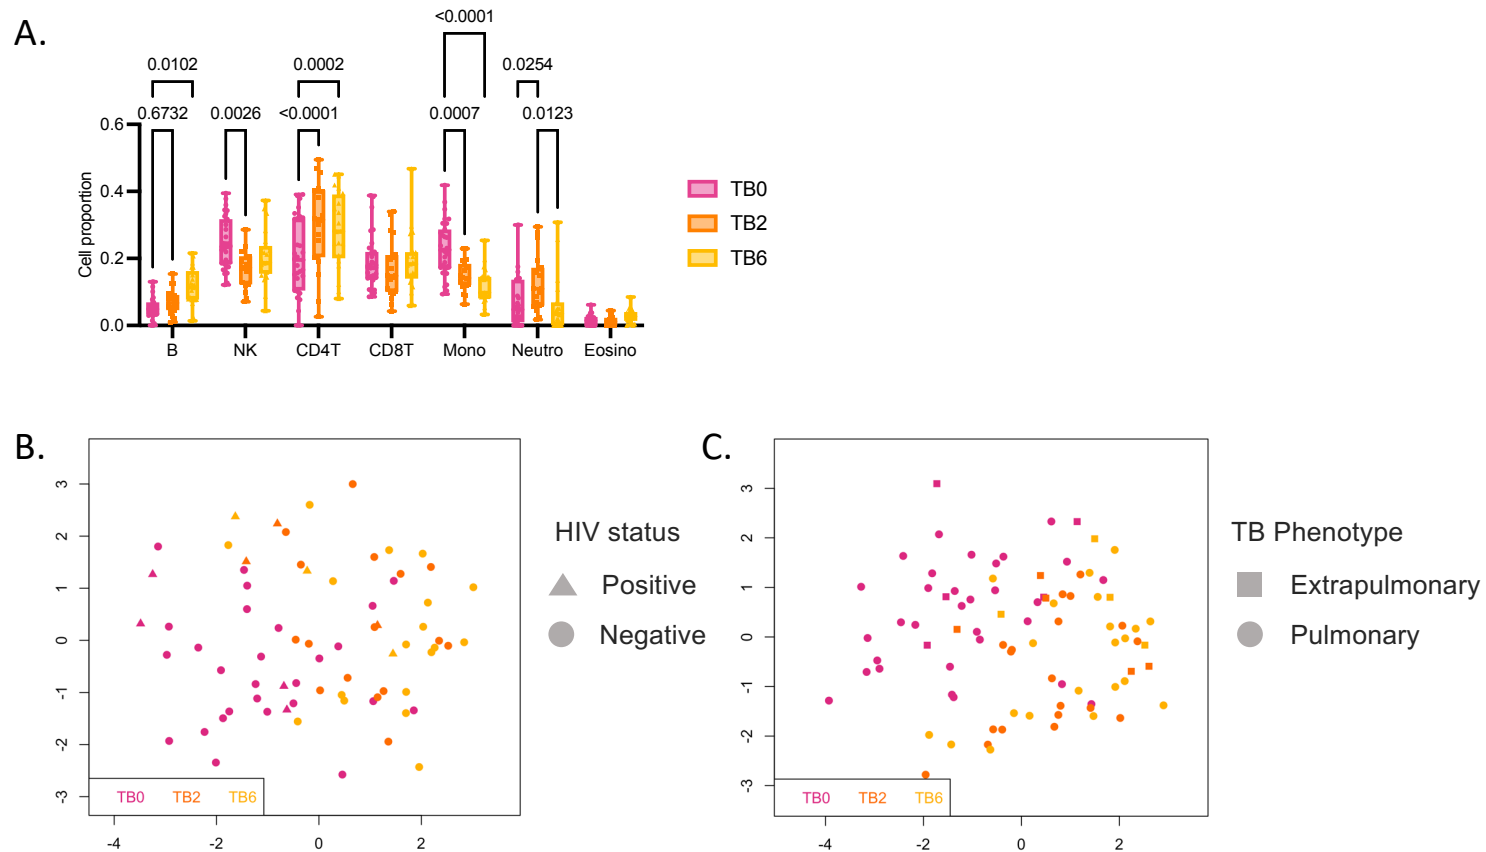 A.
<0.0001
0.0102
0.0002
0.0254
0.6732
0.0026
<0.0001
0.0007
0.0123
0.6
0.4
0.2
0.0
Cell proportion
B
NK
CD4T
CD8T
Mono
Neutro
Eosino
TB0
TB2
TB6
B.
3
2
1
0
-1
-2
-3
TB0
TB2
TB6
-4
-2
0
2
HIV status
Positive
Negative
C.
3
2
1
0
-1
-2
-3
TB0
TB2
TB6
-4
-2
0
2
TB Phenotype
Extrapulmonary
Pulmonary